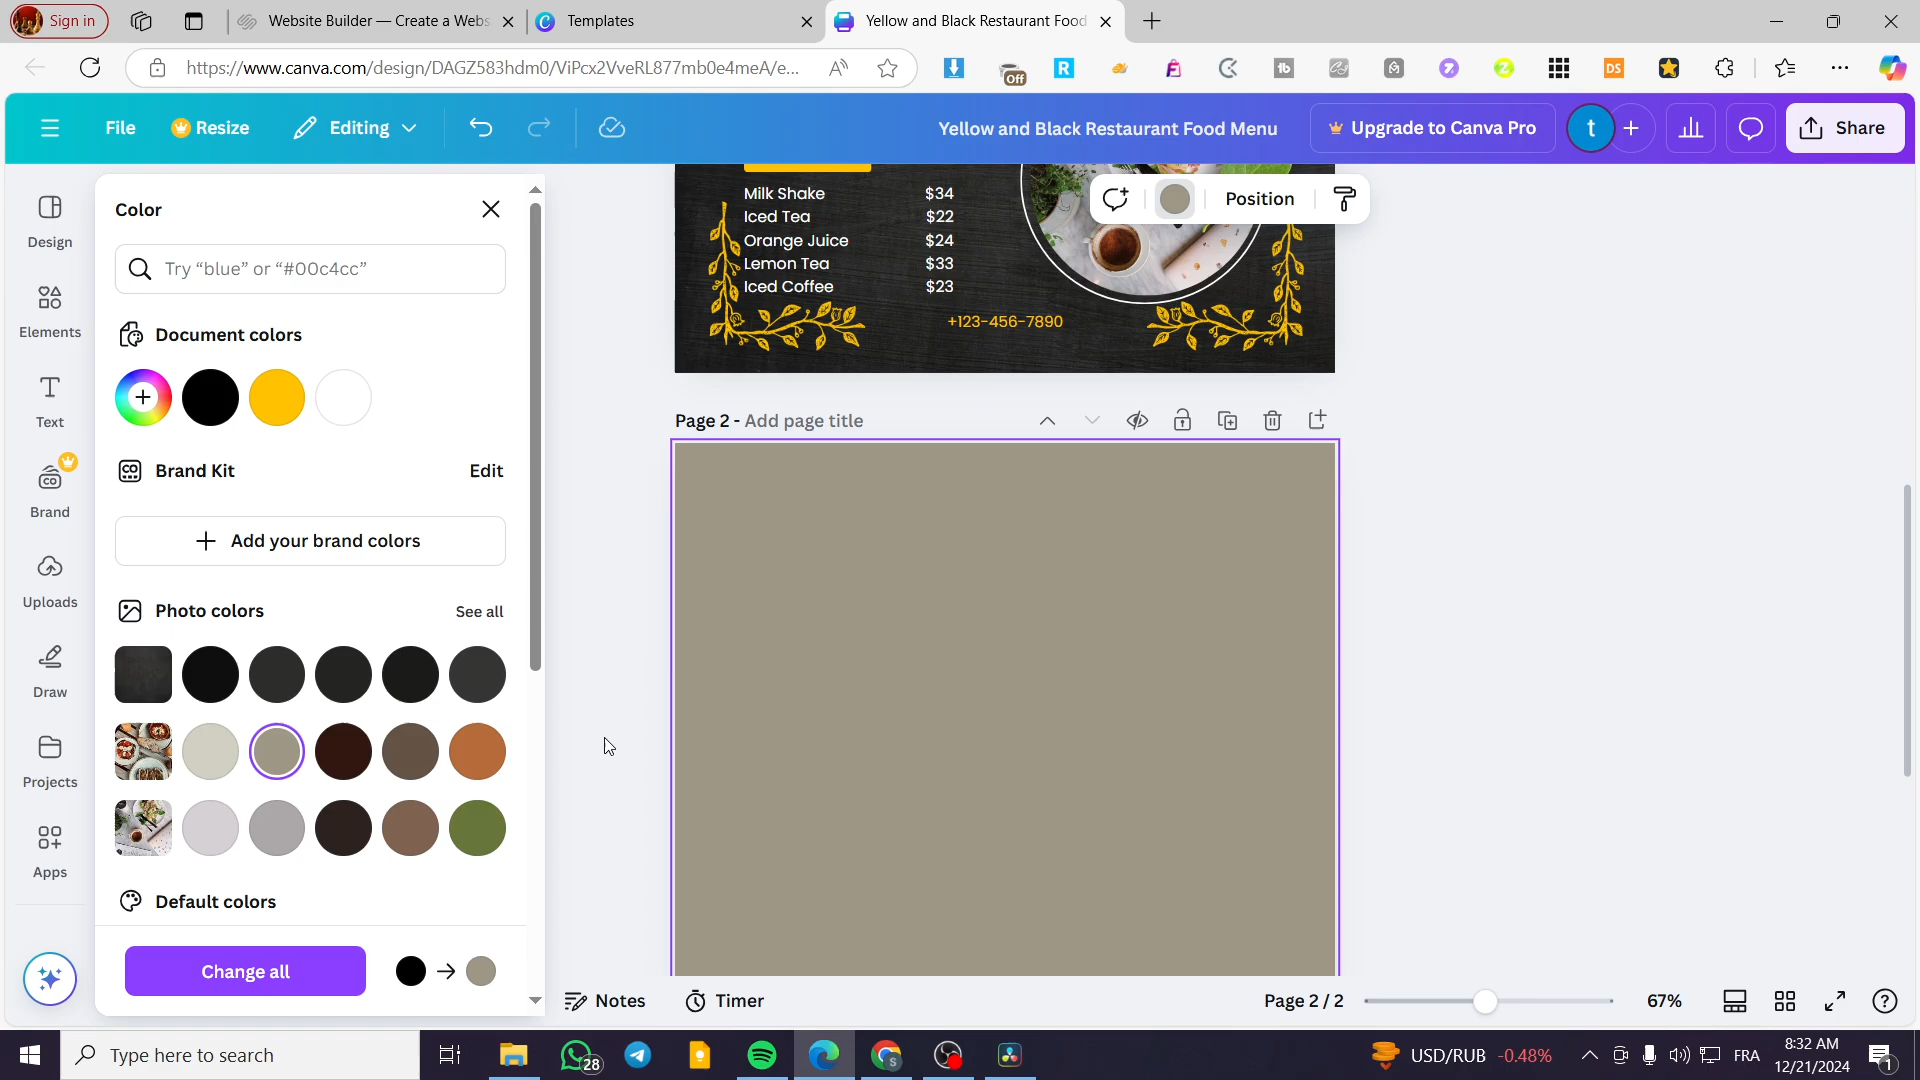 Sign in
Website Builder — Create a Webs
Templates
Yellow and Black Restaurant Food
https://www.canva.com/design/DAGZ583hdm0/ViPcx2VveRL877mb0e4meA/e...
Off
File
Resize
Editing
Yellow and Black Restaurant Food Menu
Upgrade to Canva Pro
t
Share
Design
Elements
Text
Brand
Uploads
Draw
Projects
Apps
Color
Try “blue” or “#00c4cc”
Document colors
Brand Kit
Edit
Add your brand colors
Photo colors
See all
Default colors
Change all
Position
Milk Shake $34
Iced Tea $22
Orange Juice $24
Lemon Tea $33
Iced Coffee $23
+123-456-7890
Page 2 - Add page title
Notes
Timer
Page 2 / 2
67%
Type here to search
28
USD/RUB -0.48%
FRA
8:32 AM
12/21/2024
1